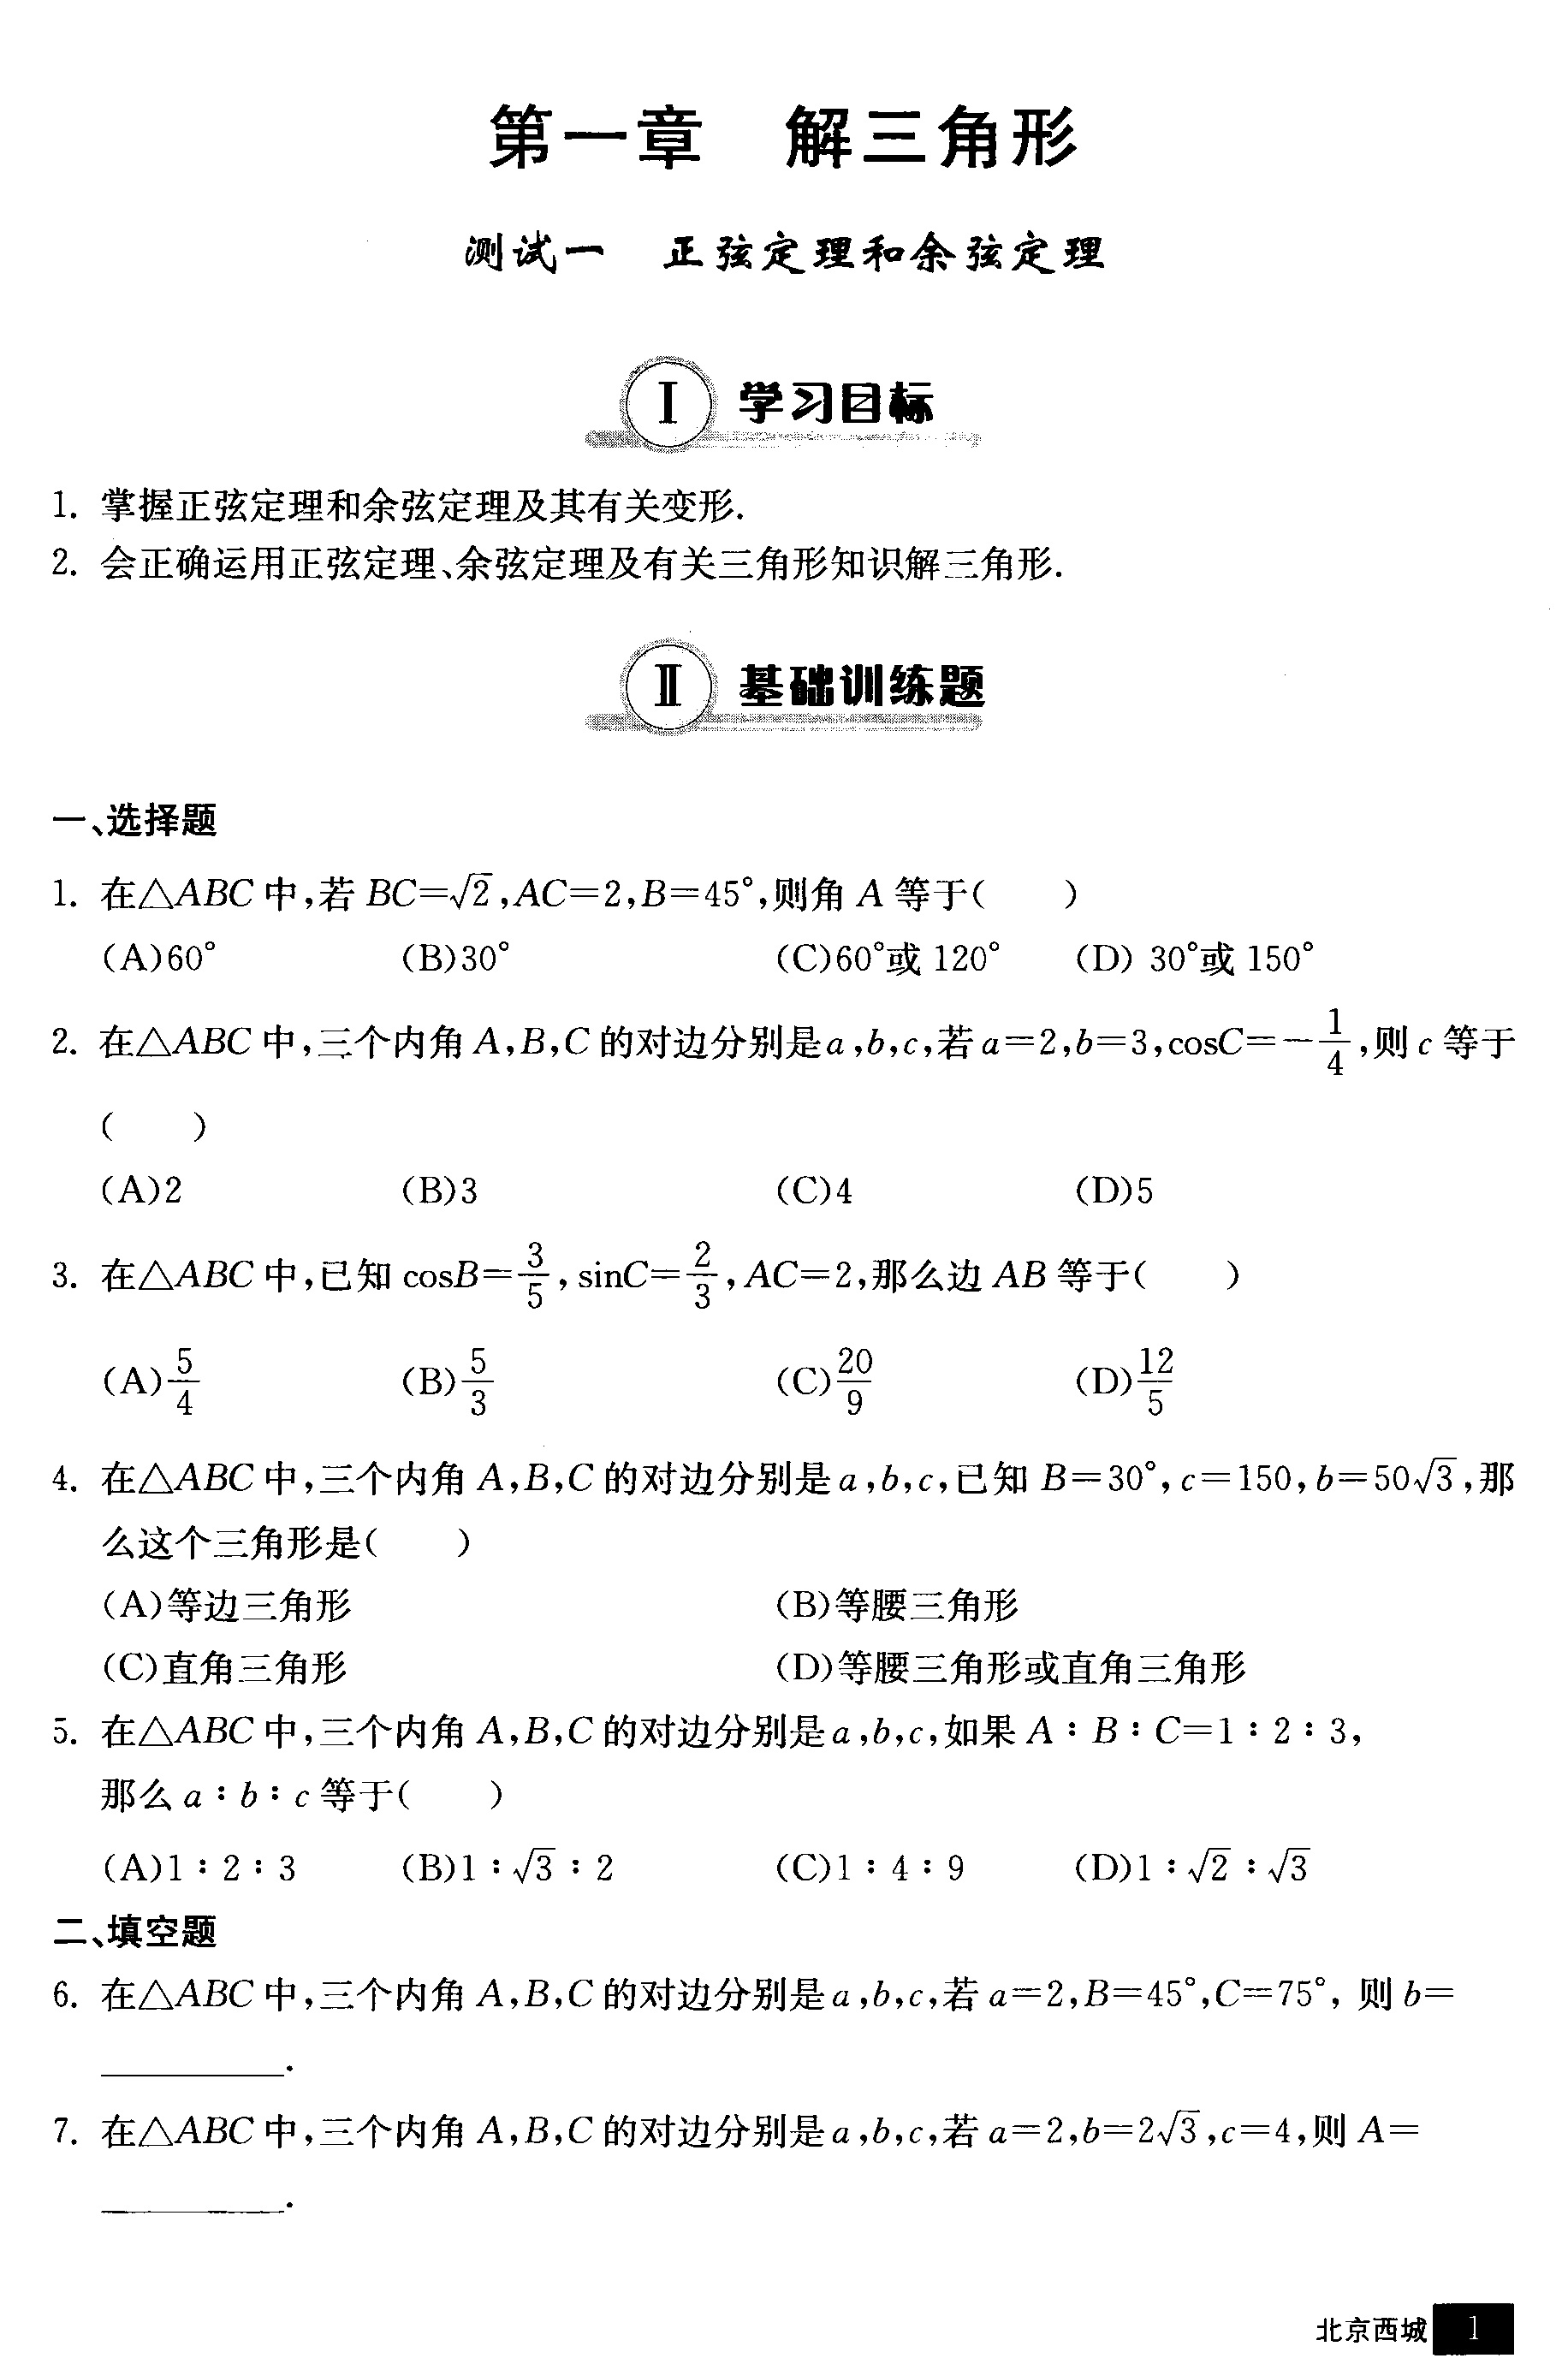 第一章　解三角形
测试一　正弦定理和余弦定理
Ⅰ 学习目标
1. 掌握正弦定理和余弦定理及其有关变形.
2. 会正确运用正弦定理、余弦定理及有关三角形知识解三角形.
Ⅱ 基础训练题
一、选择题
1. 在△ABC中,若BC=√2,AC=2,B=45°,则角A等于(　　)
(A)60°　(B)30°　(C)60°或120°　(D) 30°或150°
2. 在△ABC中,三个内角A,B,C的对边分别是a,b,c,若a=2,b=3,cosC=-1/4,则c等于
(　　)
(A)2　(B)3　(C)4　(D)5
3. 在△ABC中,已知cosB=3/5,sinC=2/3,AC=2,那么边AB等于(　　)
(A)5/4　(B)5/3　(C)20/9　(D)12/5
4. 在△ABC中,三个内角A,B,C的对边分别是a,b,c,已知B=30°,c=150,b=50√3,那
么这个三角形是(　　)
(A)等边三角形　(B)等腰三角形
(C)直角三角形　(D)等腰三角形或直角三角形
5. 在△ABC中,三个内角A,B,C的对边分别是a,b,c,如果A∶B∶C=1∶2∶3,
那么a∶b∶c等于(　　)
(A)1∶2∶3　(B)1∶√3∶2　(C)1∶4∶9　(D)1∶√2∶√3
二、填空题
6. 在△ABC中,三个内角A,B,C的对边分别是a,b,c,若a=2,B=45°,C=75°, 则b=
________.
7. 在△ABC中,三个内角A,B,C的对边分别是a,b,c,若a=2,b=2√3,c=4,则A=
________.
北京西城 1